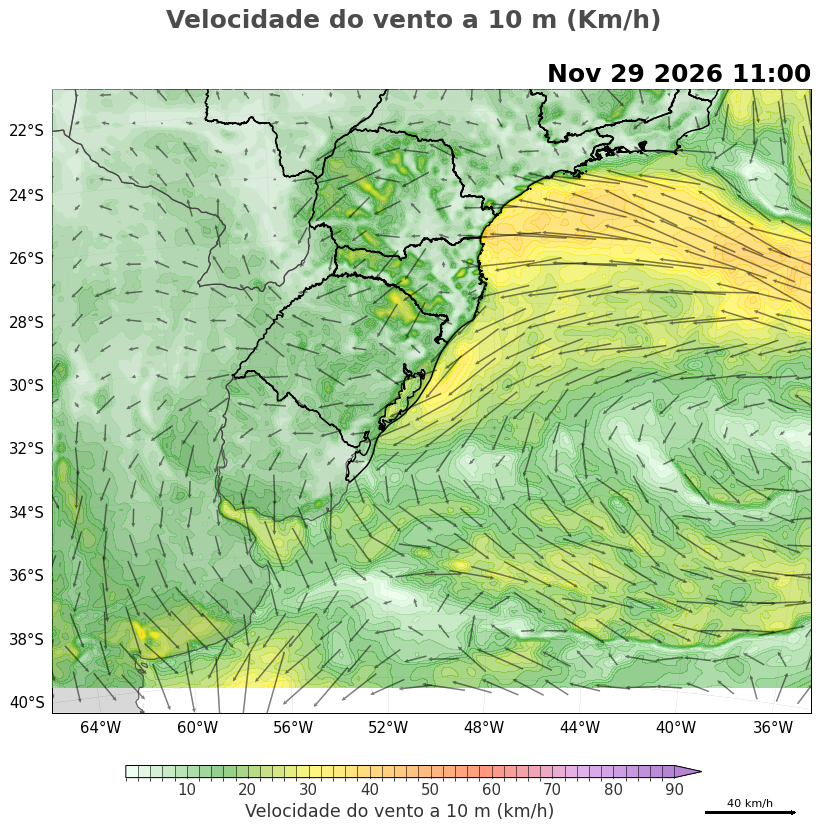 Velocidade do vento a 10 m (Km/h)
Nov 29 2026 11:00
22°S
24°S
26°S
28°S
30°S
32°S
34°S
36°S
38°S
40°S
64°W 60°W 56°W 52°W 48°W 44°W 40°W 36°W
10 20 30 40 50 60 70 80 90
Velocidade do vento a 10 m (km/h)
40 km/h